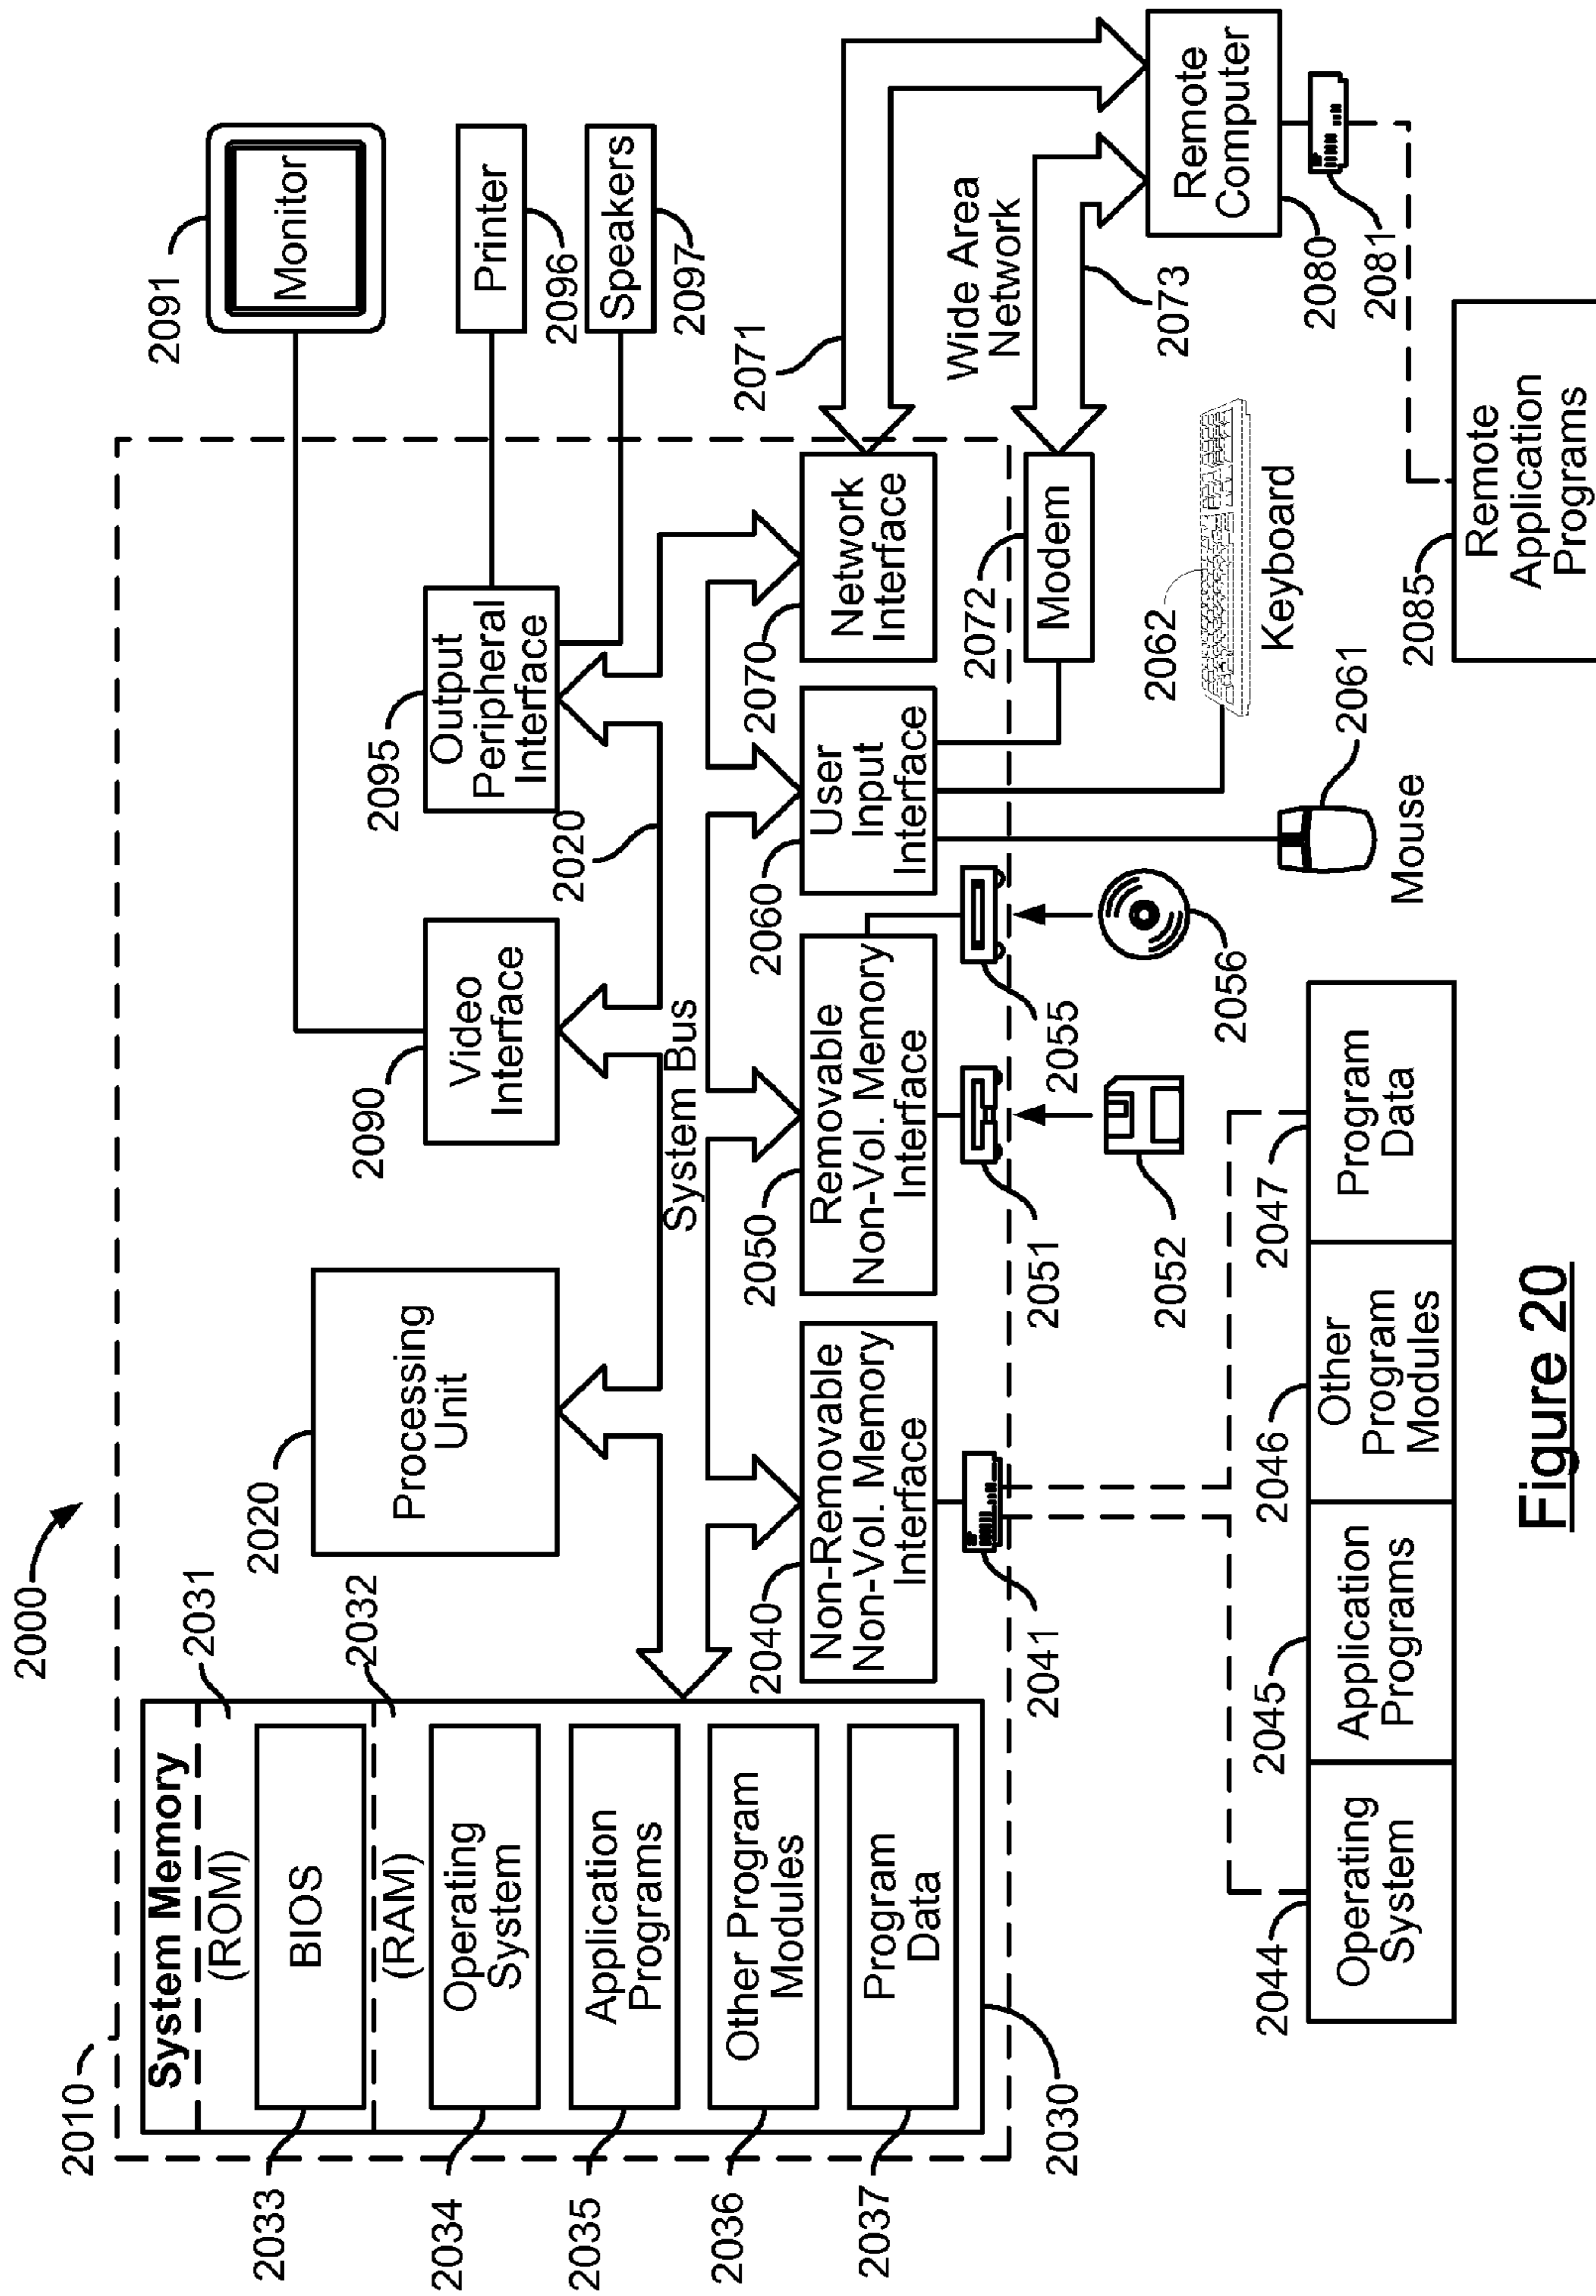 2000
2010
System Memory
(ROM)
2031
BIOS
2033
(RAM)
2032
Operating
System
2034
Application
Programs
2035
Other Program
Modules
2036
Program
Data
2037
2030
2020
Processing
Unit
2090
Video
Interface
2095
Output
Peripheral
Interface
2020
System Bus
2091
Monitor
Printer
2096
Speakers
2097
2040
Non-Removable
Non-Vol. Memory
Interface
2041
2050
Removable
Non-Vol. Memory
Interface
2051
2055
2052
2056
2060
User
Input
Interface
2070
Network
Interface
2071
2072
Modem
Wide Area
Network
2073
Remote
Computer
2080
2081
2062
Keyboard
2061
Mouse
2085
Remote
Application
Programs
2044
Operating
System
2045
Application
Programs
2046
Other
Program
Modules
2047
Program
Data
Figure 20